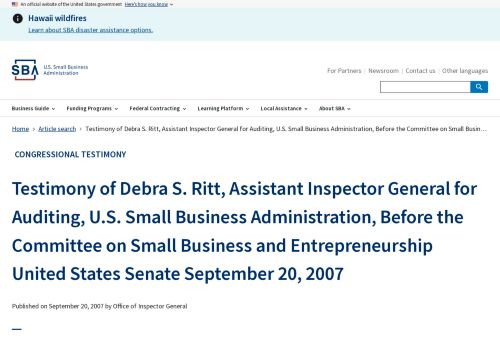 An official website of the United States government Here's how you know
Hawaii wildfires
Learn about SBA disaster assistance options.
SBA U.S. Small Business
Administration
For Partners | Newsroom | Contact us | Other languages
Business Guide Funding Programs Federal Contracting Learning Platform Local Assistance About SBA
Home › Article search › Testimony of Debra S. Ritt, Assistant Inspector General for Auditing, U.S. Small Business Administration, Before the Committee on Small Busin…
CONGRESSIONAL TESTIMONY
Testimony of Debra S. Ritt, Assistant Inspector General for
Auditing, U.S. Small Business Administration, Before the
Committee on Small Business and Entrepreneurship
United States Senate September 20, 2007
Published on September 20, 2007 by Office of Inspector General